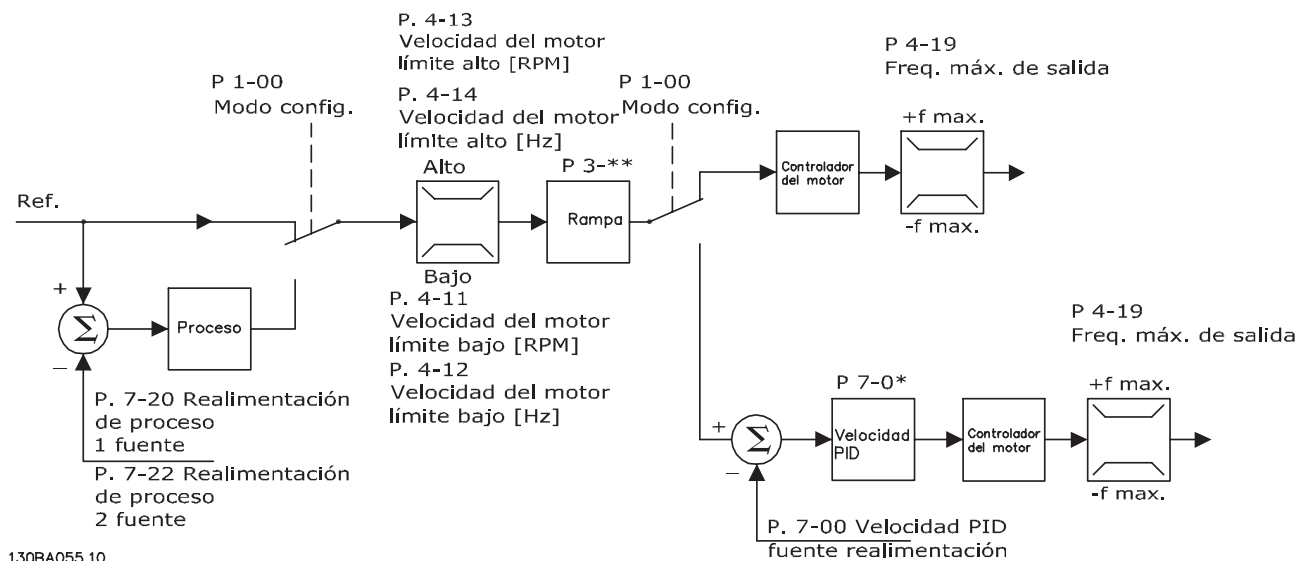 P. 4-13
Velocidad del motor
límite alto [RPM]
P 4-19
Freq. máx. de salida
P 1-00
Modo config.
P. 4-14
Velocidad del motor
límite alto [Hz]
P 1-00
Modo config.
+f max.
Alto
P 3-**
Controlador
del motor
Ref.
Rampa
-f max.
Bajo
+
Σ
Proceso
–
P. 4-11
Velocidad del motor
límite bajo [RPM]
P. 4-12
Velocidad del motor
límite bajo [Hz]
P 4-19
Freq. máx. de salida
P. 7-20 Realimentación
de proceso
1 fuente
P. 7-22 Realimentación
de proceso
2 fuente
P 7-0*
+f max.
+
Σ
–
Velocidad
PID
Controlador
del motor
-f max.
P. 7-00 Velocidad PID
fuente realimentación
130BA055.10